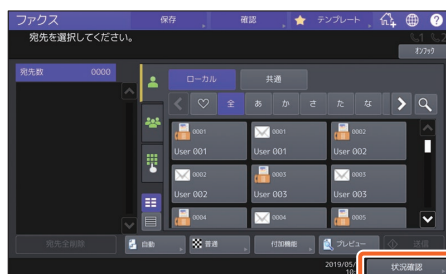 ファクス 保存 確認 テンプレート
宛先を選択してください。
オンフック
宛先数 0000
ローカル 共通
全 あ か さ た な
0001 0001 0002
User 001 User 001 User 002
0002 0003 0003
User 002 User 003 User 003
0004 0004 0005
宛先全削除 自動 普通 付加機能 プレビュー 送信
2019/05/
状況確認